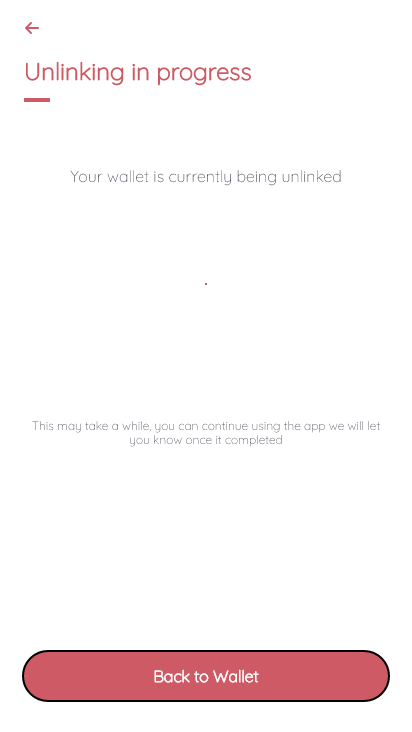 Unlinking in progress
Your wallet is currently being unlinked
This may take a while, you can continue using the app we will let
you know once it completed
Back to Wallet